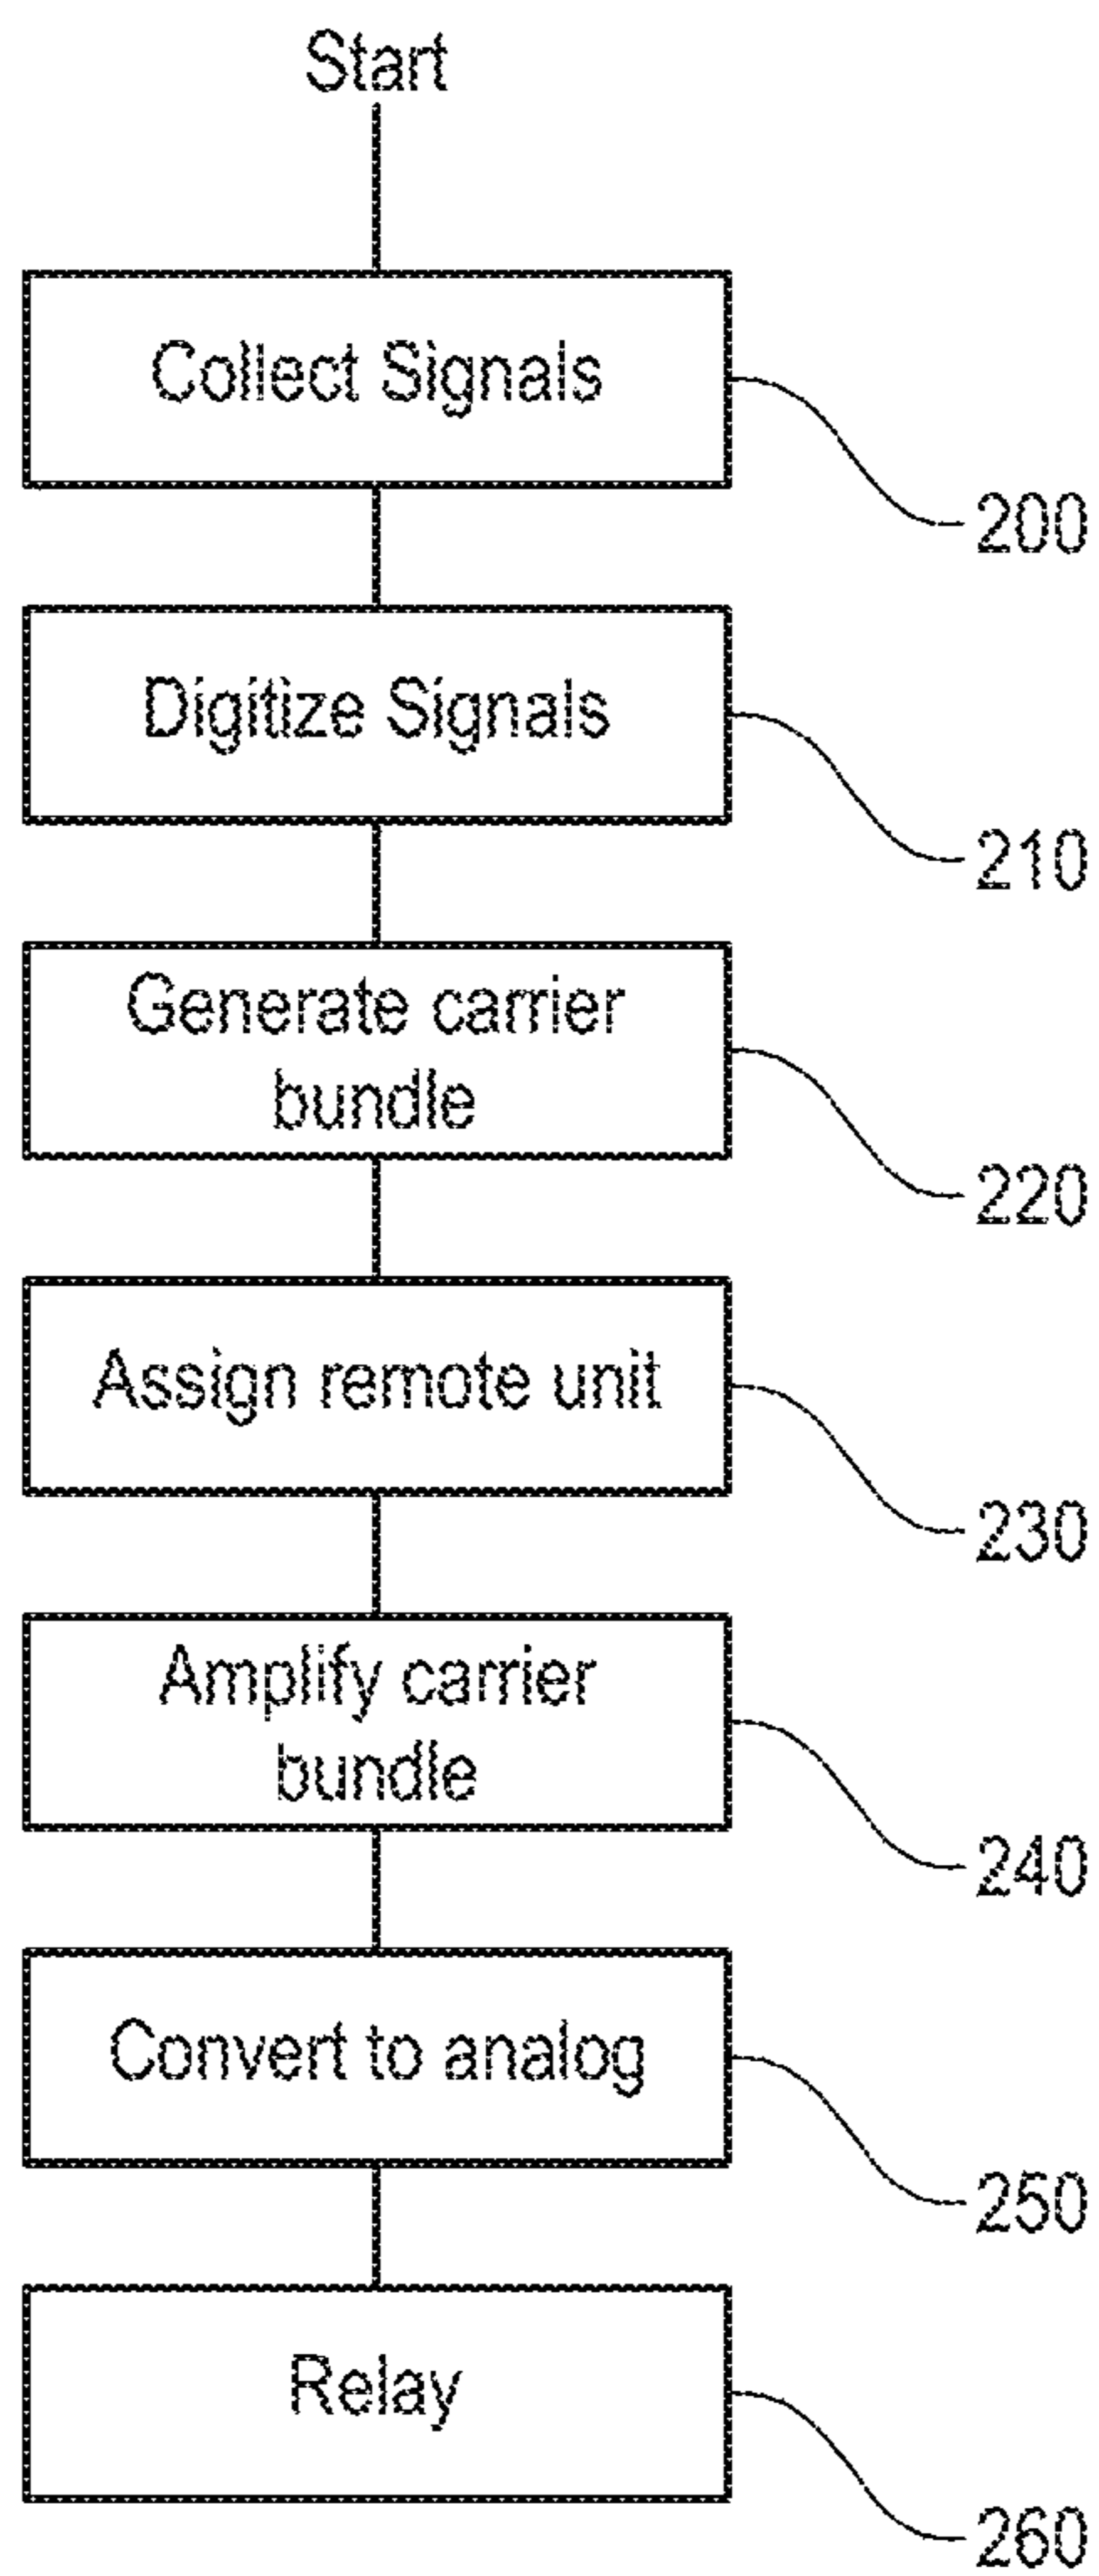 Start
Collect Signals
200
Digitize Signals
210
Generate carrier
bundle
220
Assign remote unit
230
Amplify carrier
bundle
240
Convert to analog
250
Relay
260